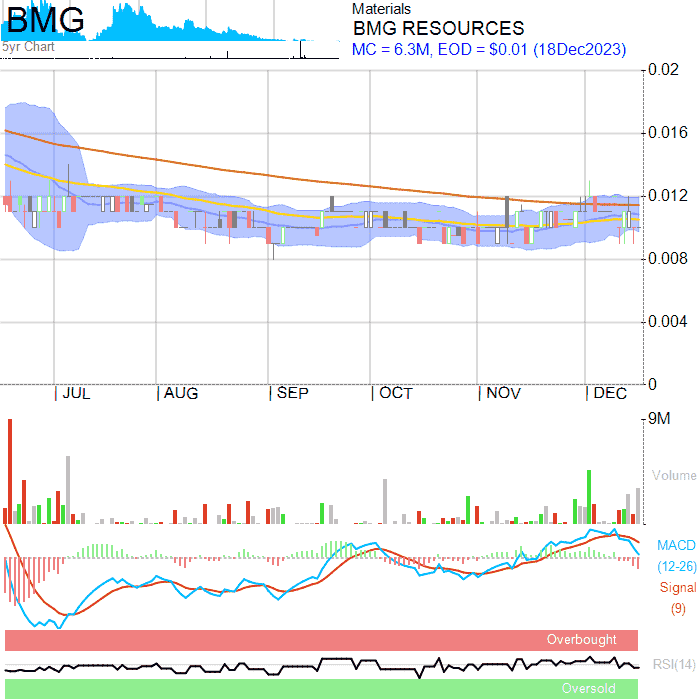 BMG
5yr Chart
Materials
BMG RESOURCES
MC = 6.3M, EOD = $0.01 (18Dec2023)
0.02
0.016
0.012
0.008
0.004
0
JUL
AUG
SEP
OCT
NOV
DEC
9M
Volume
MACD
(12-26)
Signal
(9)
Overbought
RSI(14)
Oversold